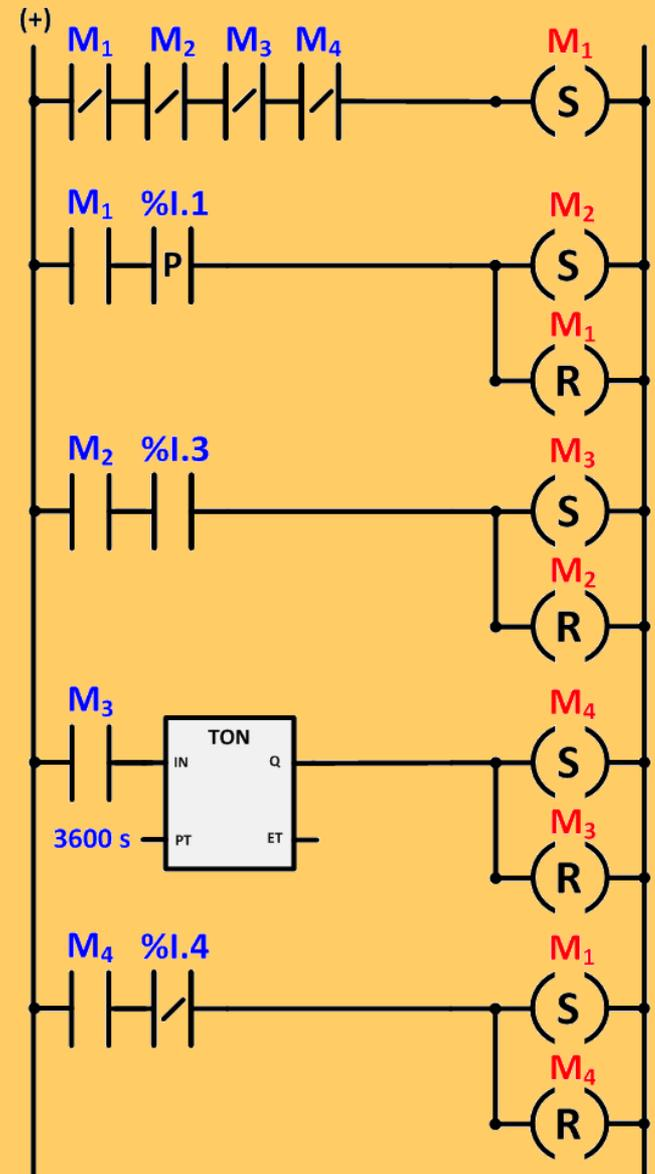 (+)
M₁ M₂ M₃ M₄ M₁
S
M₁ %I.1 M₂
P S
M₁
R
M₂ %I.3 M₃
S
M₂
R
M₃ M₄
TON
IN Q S
M₃
3600 s PT ET
R
M₄ %I.4 M₁
S
M₄
R